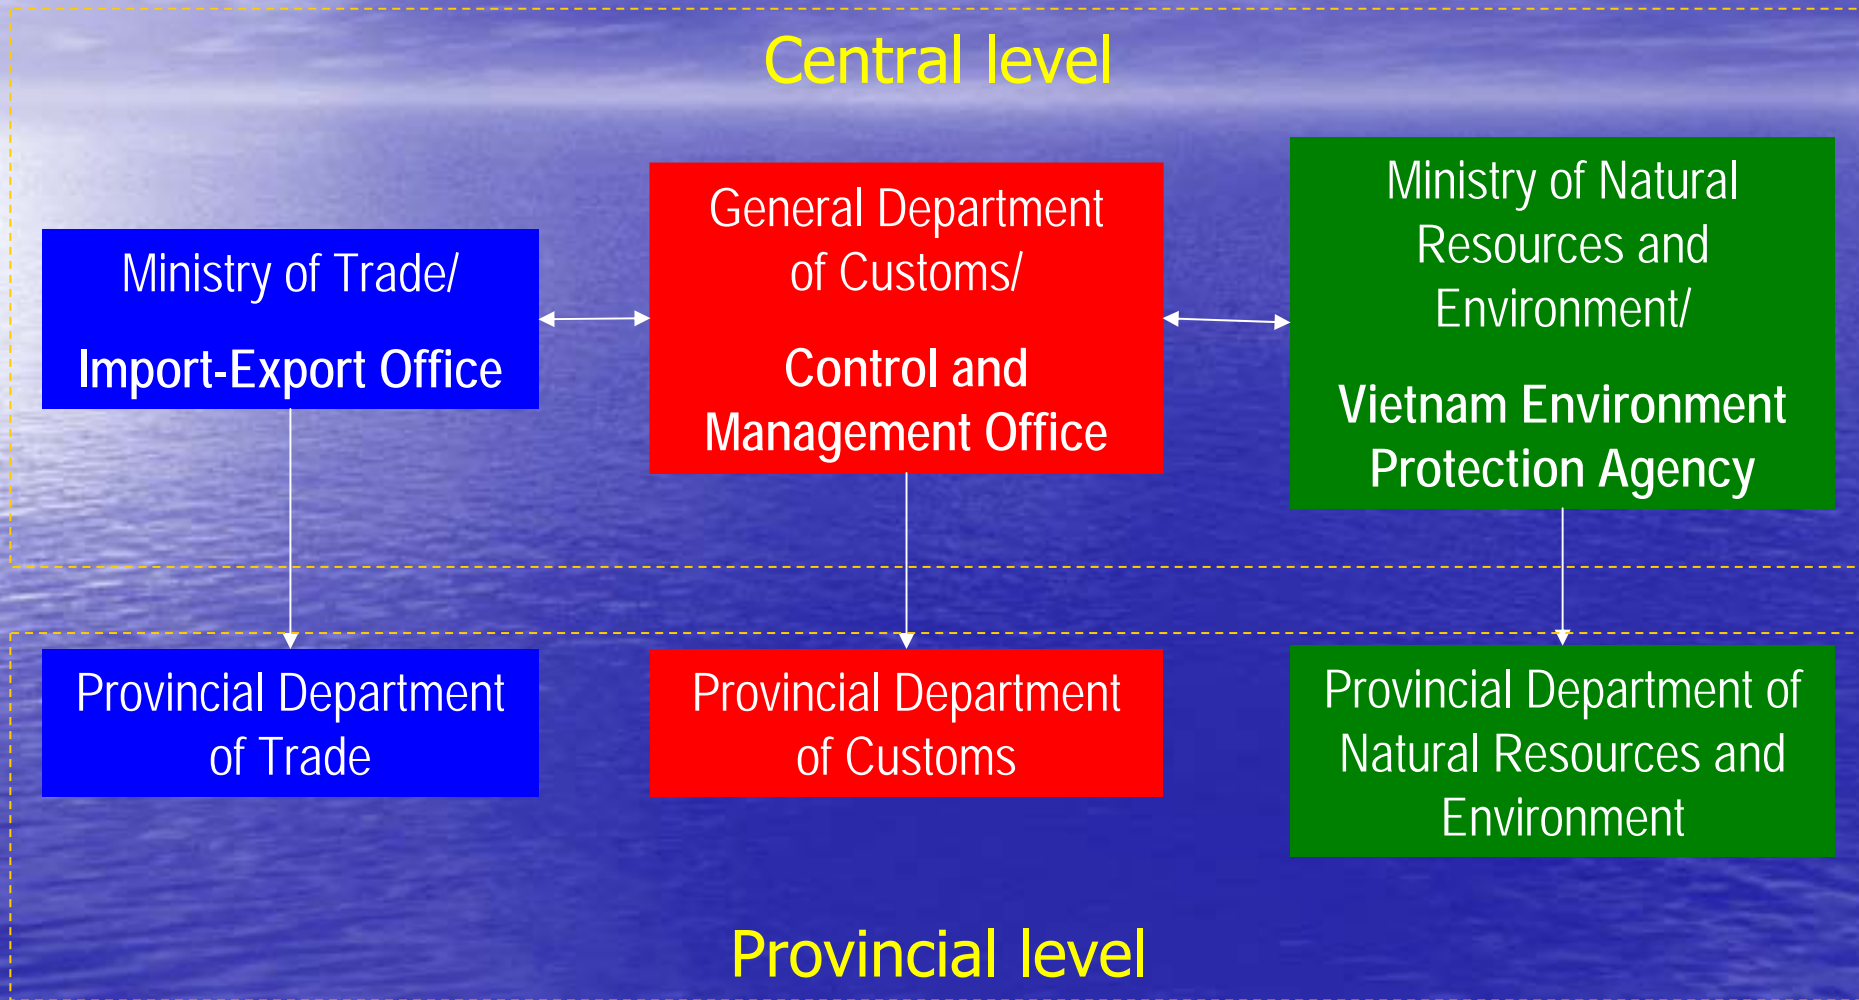 Central level
Ministry of Trade/
Import-Export Office
General Department
of Customs/
Control and
Management Office
Ministry of Natural
Resources and
Environment/
Vietnam Environment
Protection Agency
Provincial Department
of Trade
Provincial Department
of Customs
Provincial Department of
Natural Resources and
Environment
Provincial level